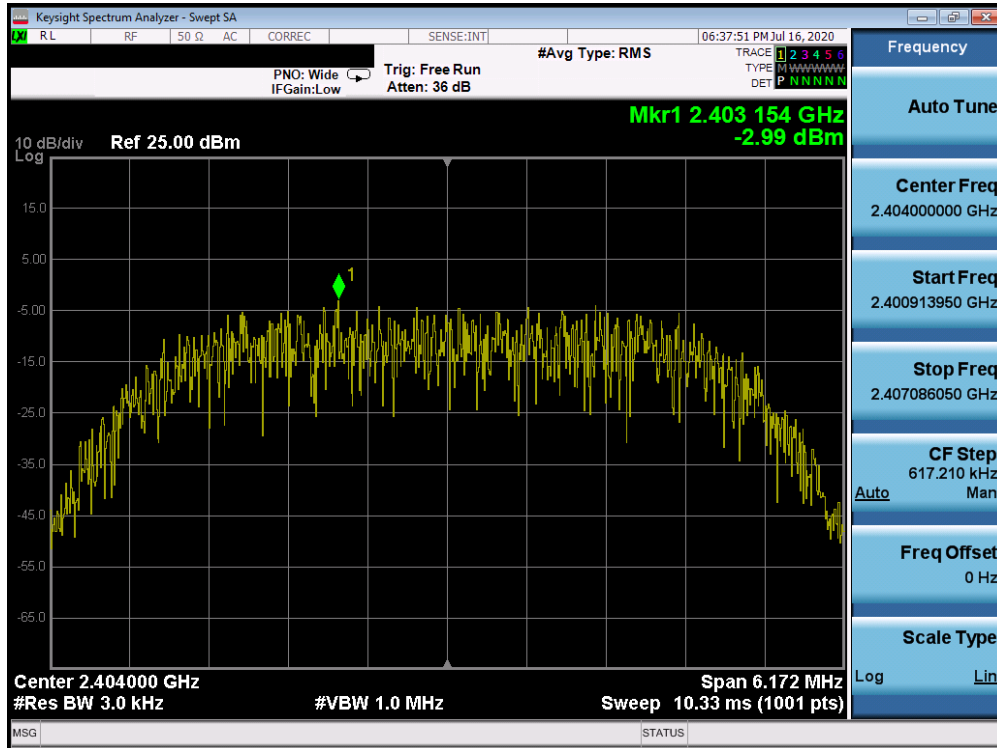 Keysight Spectrum Analyzer - Swept SA
LXI RL RF 50 Ω AC CORREC SENSE:INT 06:37:51 PM Jul 16, 2020
PNO: Wide Trig: Free Run #Avg Type: RMS TRACE 1 2 3 4 5 6
IFGain:Low Atten: 36 dB TYPE M WWWWW
DET P N N N N N
Mkr1 2.403 154 GHz
10 dB/div Ref 25.00 dBm -2.99 dBm
Log
15.0
5.00
1
-5.00
-15.0
-25.0
-35.0
-45.0
-55.0
-65.0
Center 2.404000 GHz Span 6.172 MHz
#Res BW 3.0 kHz #VBW 1.0 MHz Sweep 10.33 ms (1001 pts)
MSG STATUS
Frequency
Auto Tune
Center Freq
2.404000000 GHz
Start Freq
2.400913950 GHz
Stop Freq
2.407086050 GHz
CF Step
617.210 kHz
Auto Man
Freq Offset
0 Hz
Scale Type
Log Lin